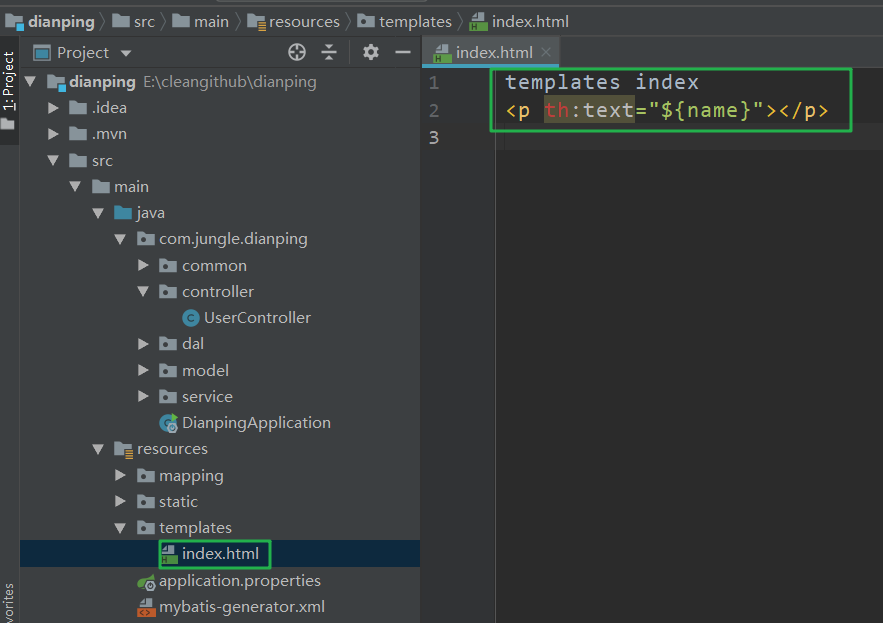 dianping src main resources templates index.html
1: Project
Project
index.html
dianping E:\cleangithub\dianping
.idea
.mvn
src
main
java
com.jungle.dianping
common
controller
UserController
dal
model
service
DianpingApplication
resources
mapping
static
templates
index.html
application.properties
mybatis-generator.xml
1 templates index
2 <p th:text="${name}"></p>
3